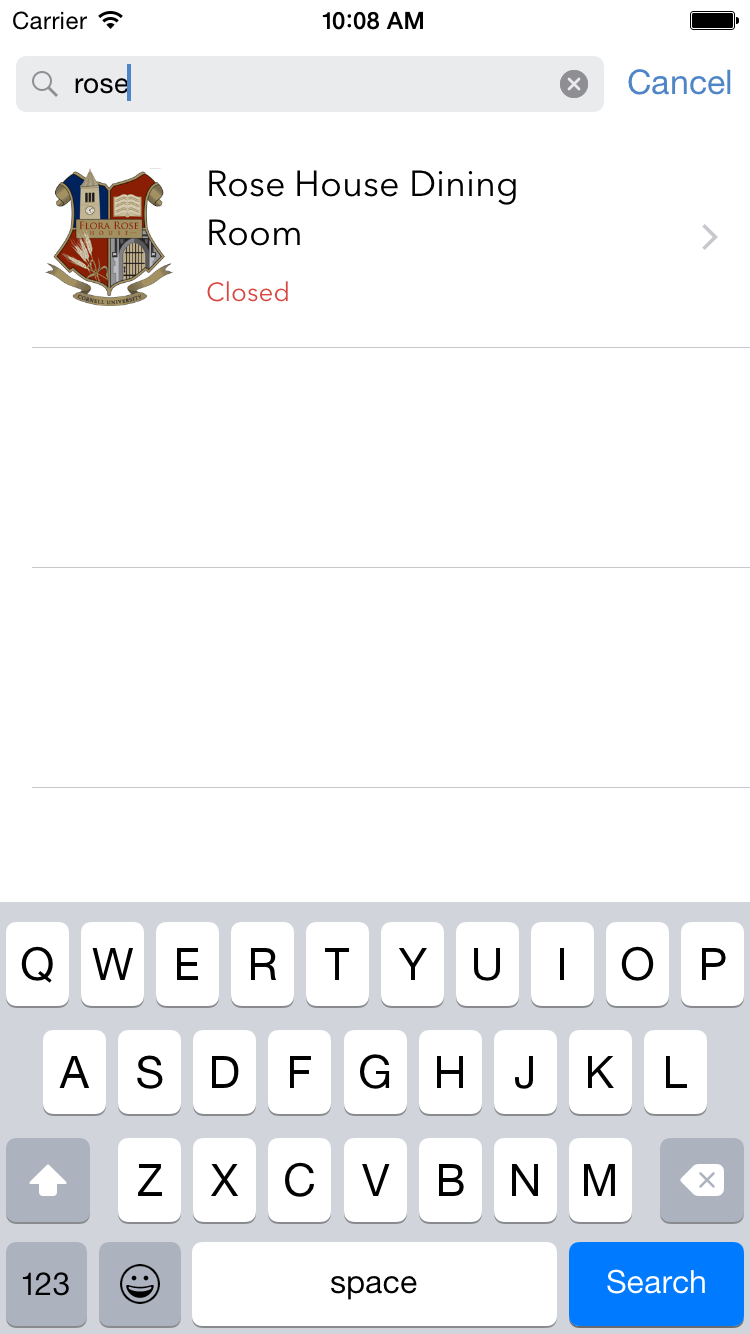 Carrier 10:08 AM
rose Cancel
Rose House Dining
Room
Closed
FLORA ROSE
HOUSE
CORNELL UNIVERSITY
Q W E R T Y U I O P
A S D F G H J K L
Z X C V B N M
123 space Search